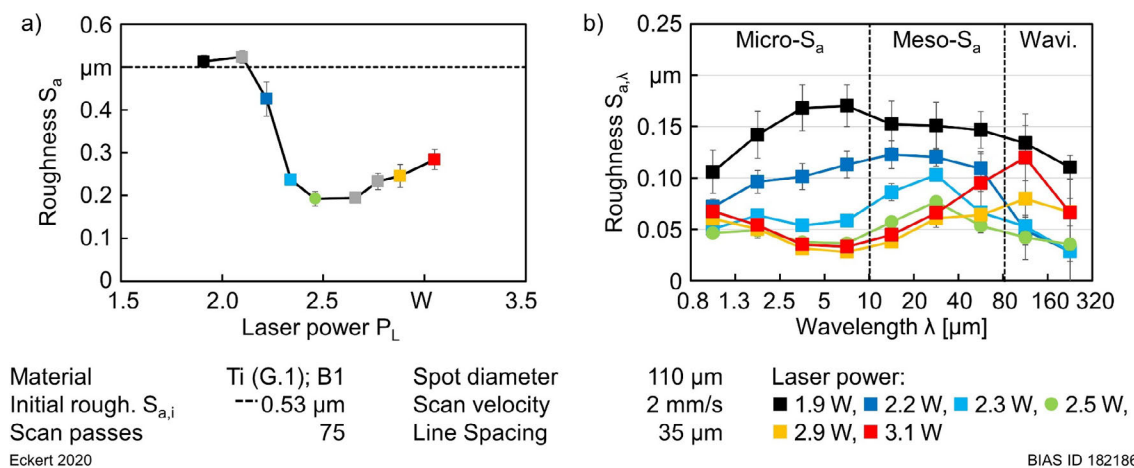 a)
0.6
μm
0.4
0.3
0.2
0.1
0
Roughness Sa
1.5 2.0 2.5 W 3.5
Laser power PL
b)
0.25
μm
0.15
0.10
0.05
0
Roughness Sa,λ
Micro-Sa Meso-Sa Wavi.
0.8 1.3 2.5 5 10 20 40 80 160 320
Wavelength λ [μm]
Material Ti (G.1); B1 Spot diameter 110 μm Laser power:
Initial rough. Sa,i 0.53 μm Scan velocity 2 mm/s 1.9 W, 2.2 W, 2.3 W, 2.5 W,
Scan passes 75 Line Spacing 35 μm 2.9 W, 3.1 W
Eckert 2020 BIAS ID 182186